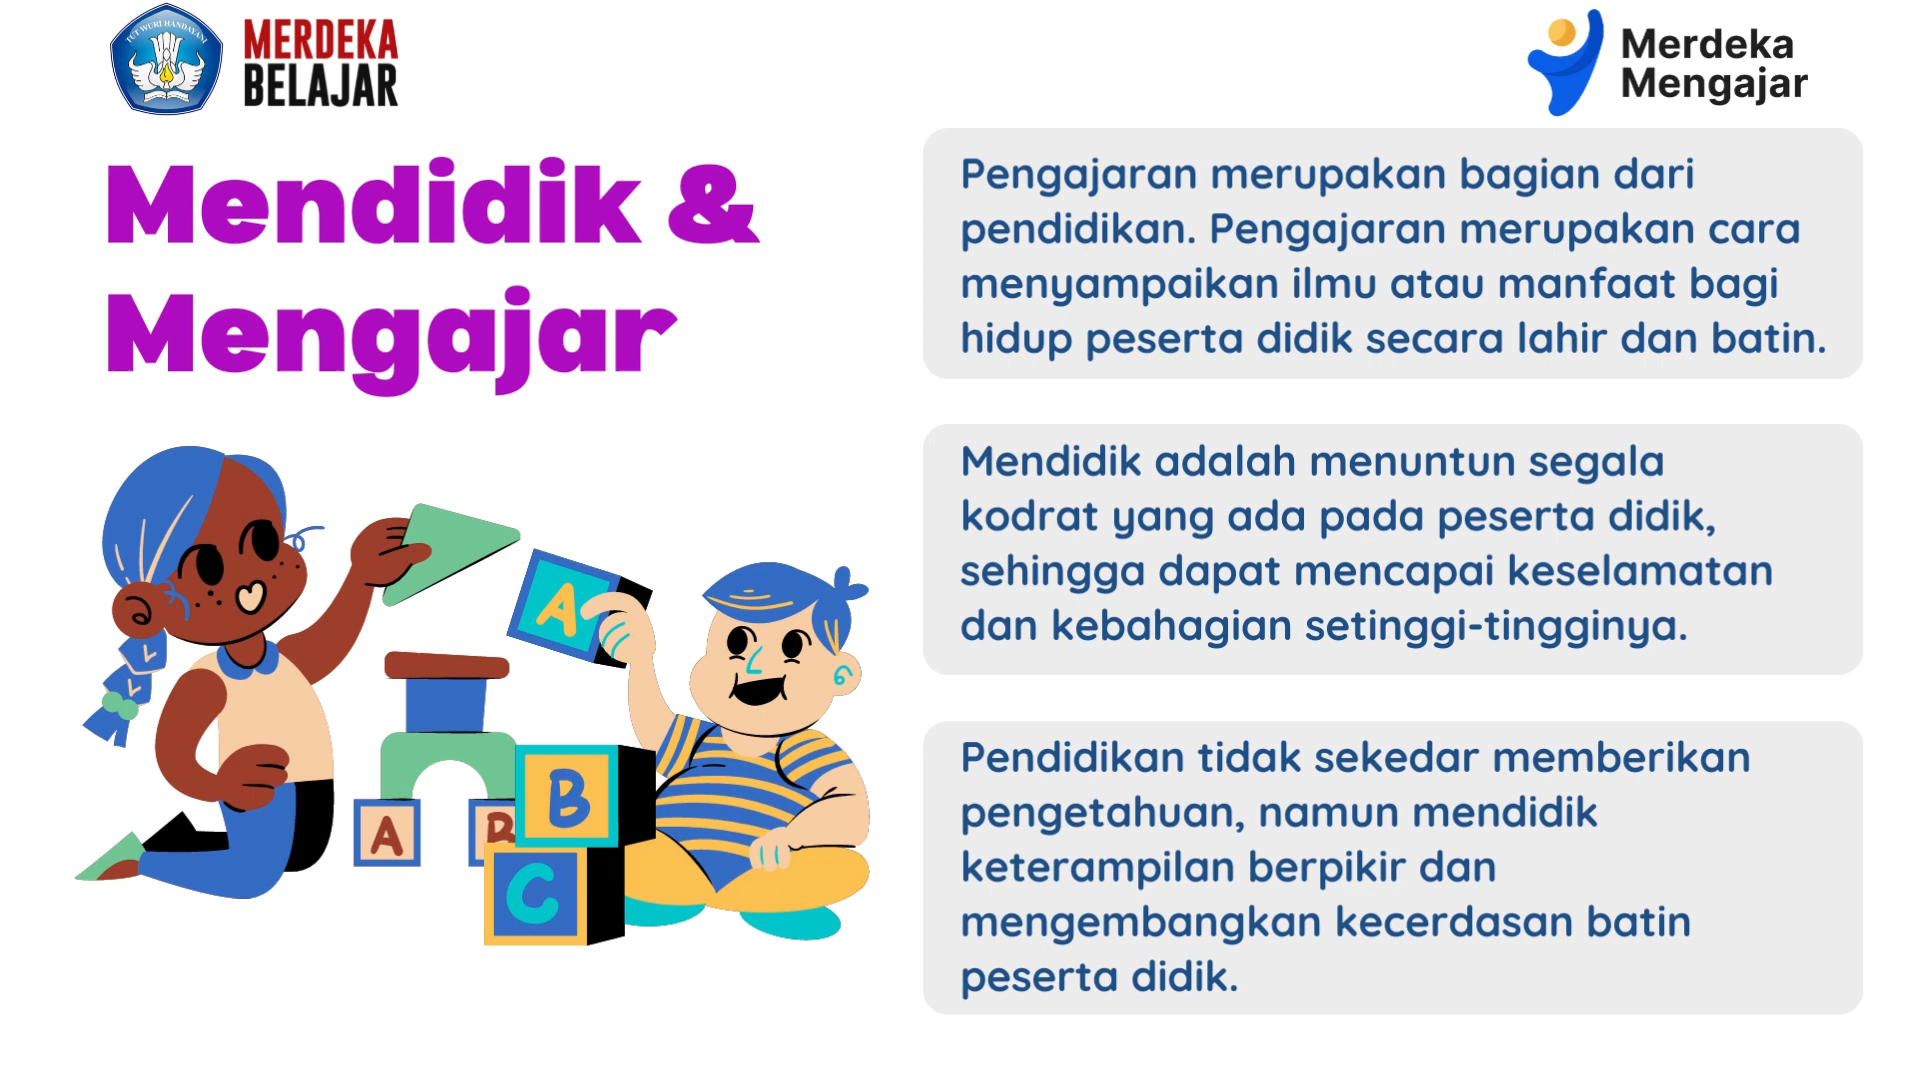 TUT WURI HANDAYANI
MERDEKA
BELAJAR
Merdeka
Mengajar
Mendidik &
Mengajar
Pengajaran merupakan bagian dari
pendidikan. Pengajaran merupakan cara
menyampaikan ilmu atau manfaat bagi
hidup peserta didik secara lahir dan batin.
Mendidik adalah menuntun segala
kodrat yang ada pada peserta didik,
sehingga dapat mencapai keselamatan
dan kebahagian setinggi-tingginya.
Pendidikan tidak sekedar memberikan
pengetahuan, namun mendidik
keterampilan berpikir dan
mengembangkan kecerdasan batin
peserta didik.
A
B
A
B
C